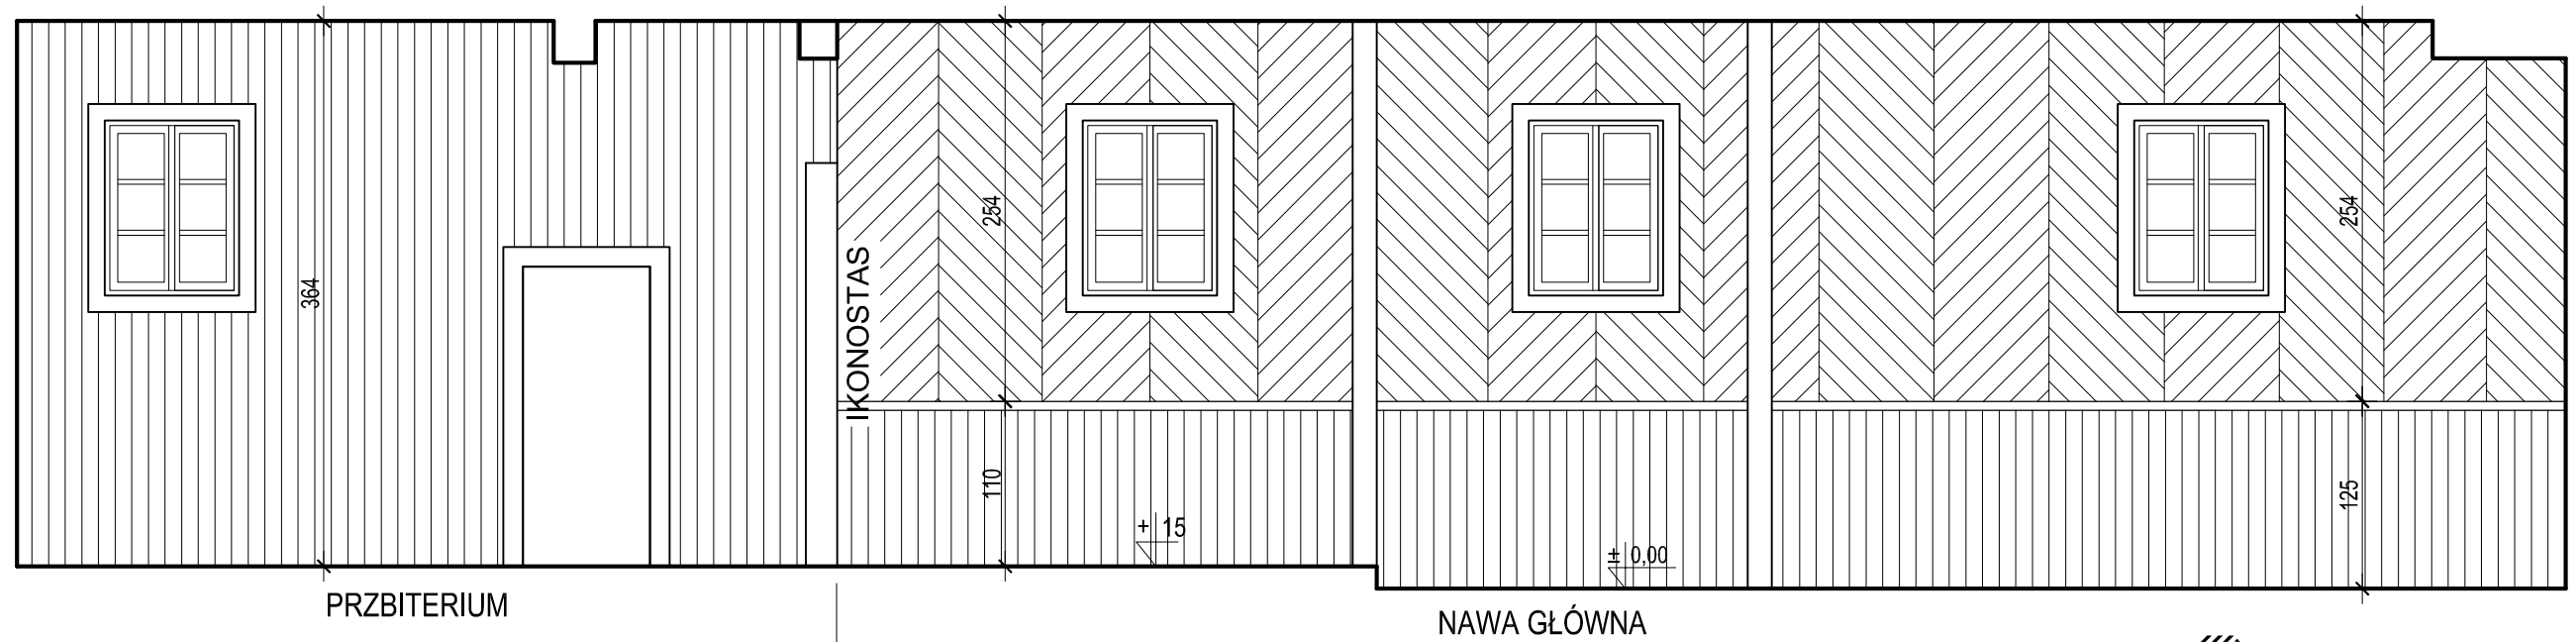 364
254
254
IKONOSTAS
110
125
+ 15
± 0,00
PRZBITERIUM
NAWA GŁÓWNA